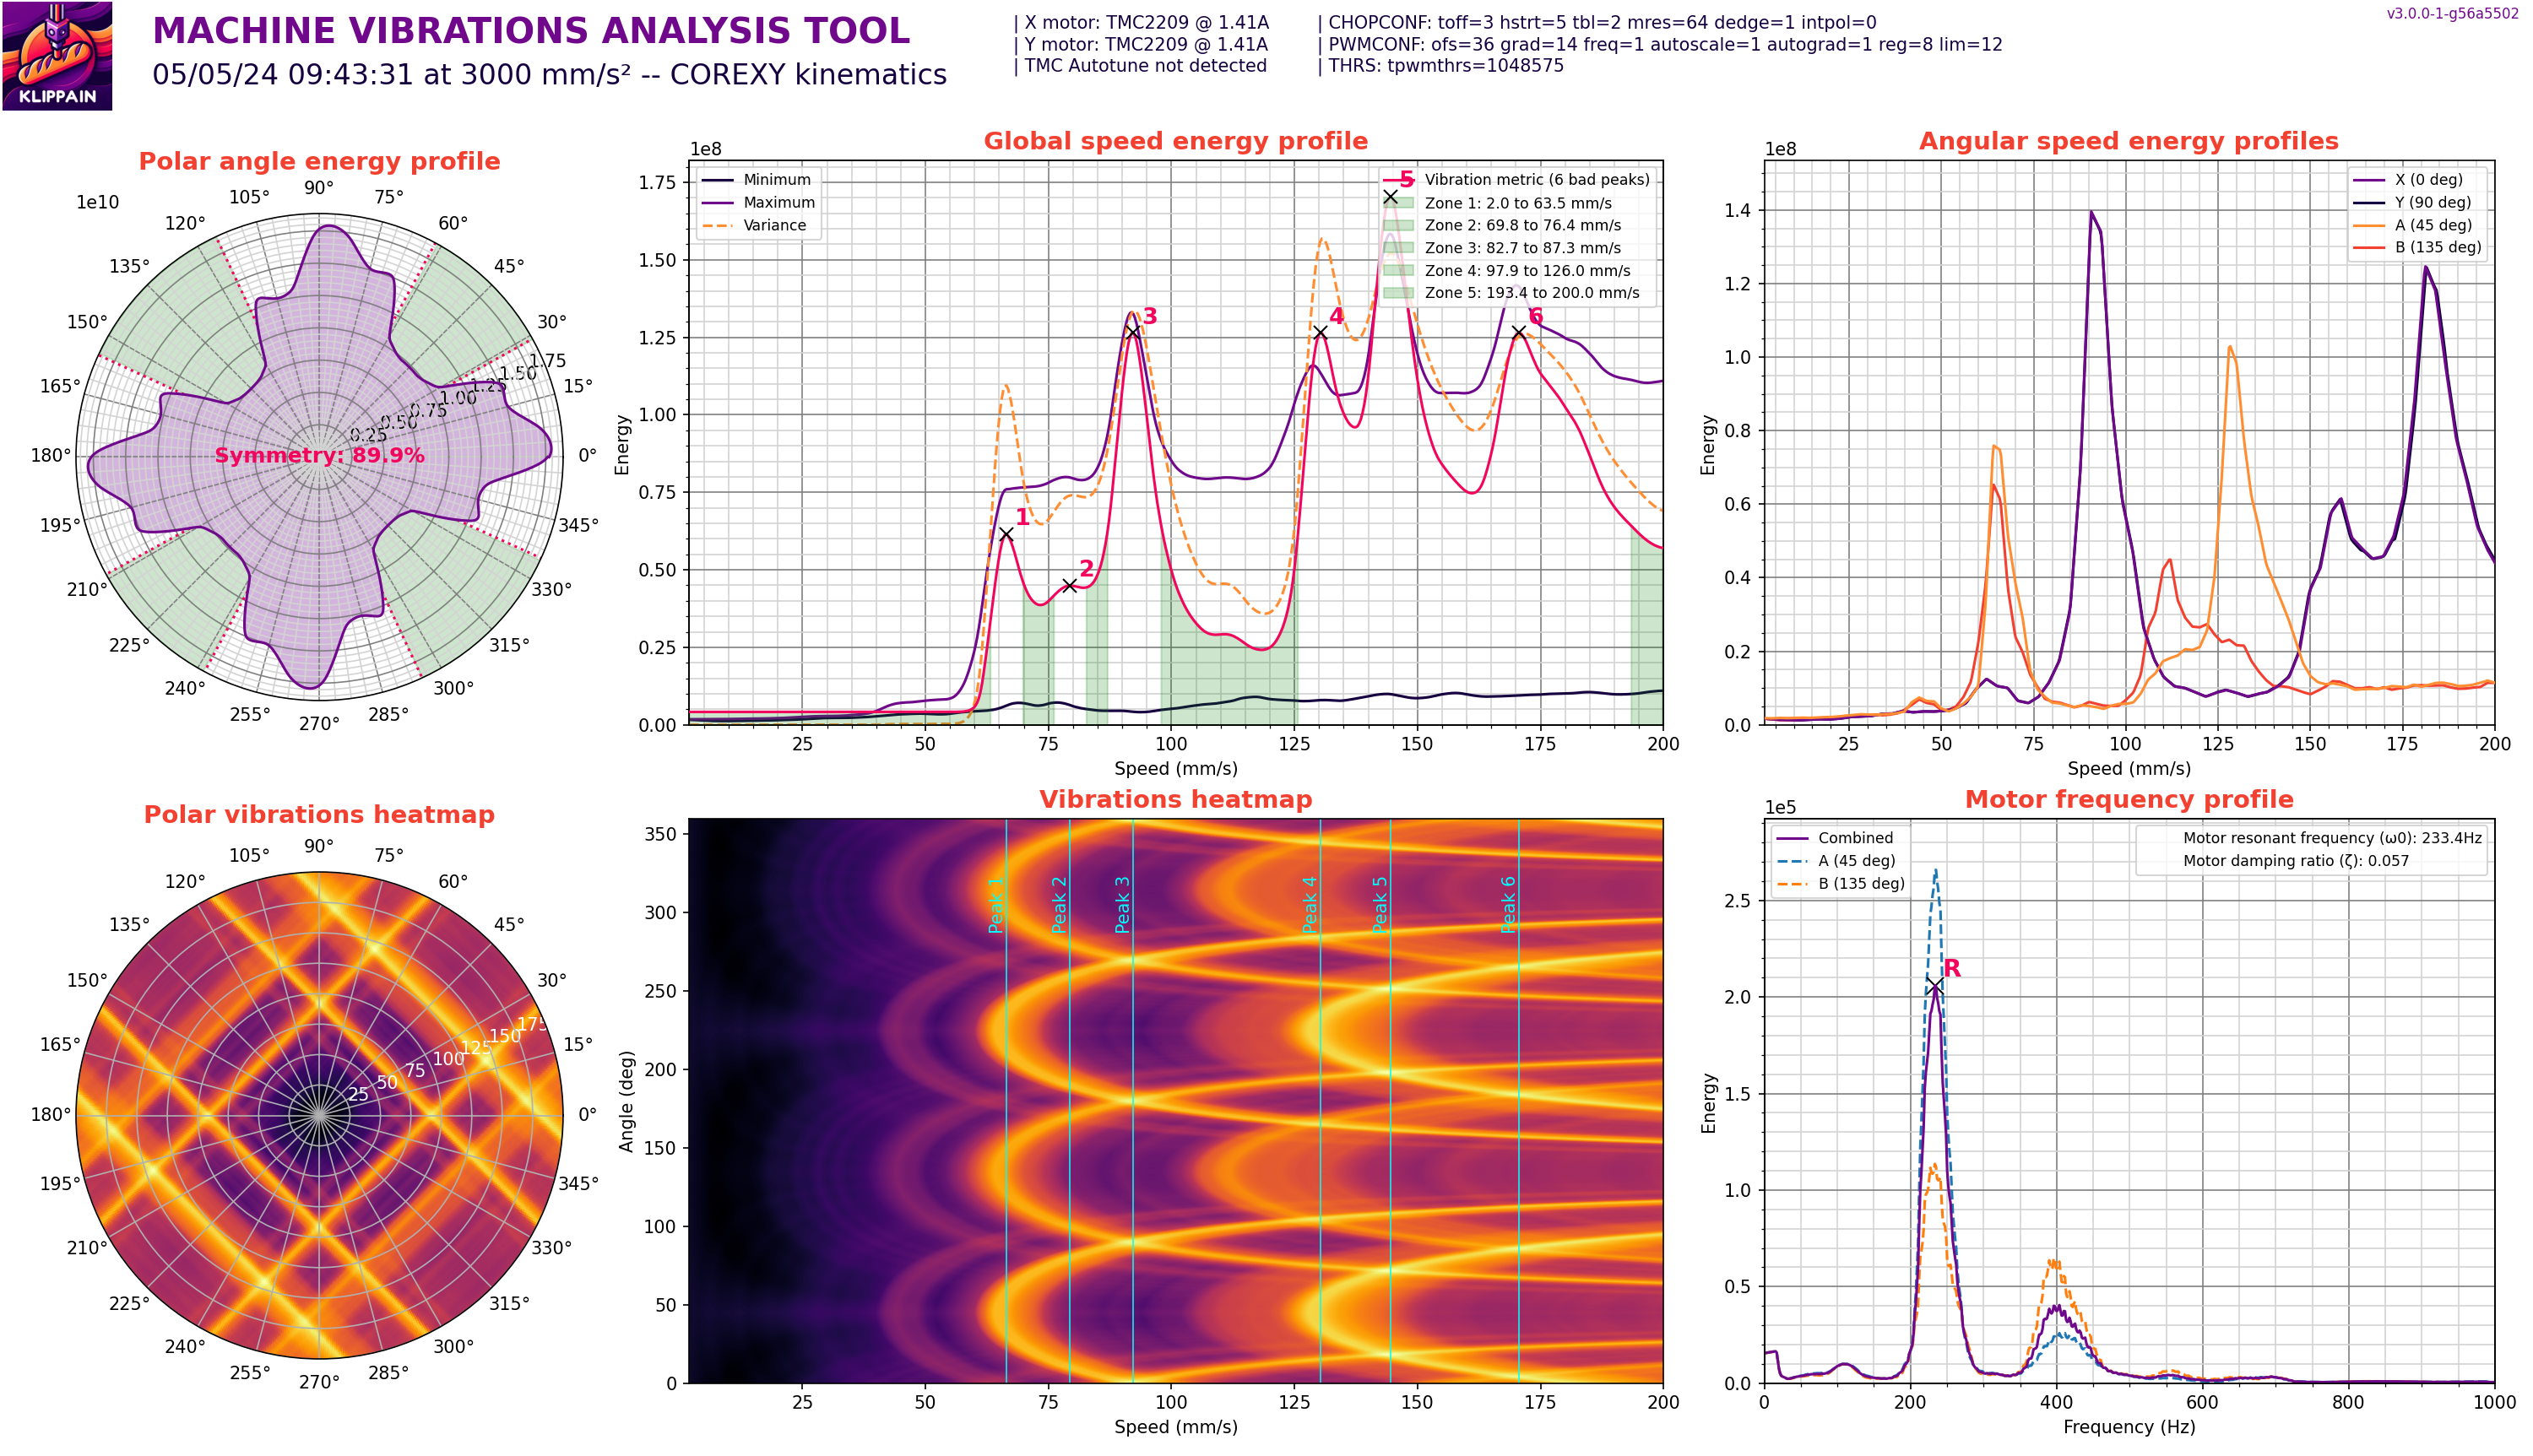 KLIPPAIN
MACHINE VIBRATIONS ANALYSIS TOOL
05/05/24 09:43:31 at 3000 mm/s² -- COREXY kinematics
| X motor: TMC2209 @ 1.41A
| Y motor: TMC2209 @ 1.41A
| TMC Autotune not detected
| CHOPCONF: toff=3 hstrt=5 tbl=2 mres=64 dedge=1 intpol=0
| PWMCONF: ofs=36 grad=14 freq=1 autoscale=1 autograd=1 reg=8 lim=12
| THRS: tpwmthrs=1048575
v3.0.0-1-g56a5502
Polar angle energy profile
1e10
0°
15°
30°
45°
60°
75°
90°
105°
120°
135°
150°
165°
180°
195°
210°
225°
240°
255°
270°
285°
300°
315°
330°
345°
0.25
0.50
0.75
1.00
1.25
1.50
1.75
Symmetry: 89.9%
Global speed energy profile
1e8
Energy
1.75
1.50
1.25
1.00
0.75
0.50
0.25
0.00
Minimum
Maximum
Variance
Vibration metric (6 bad peaks)
Zone 1: 2.0 to 63.5 mm/s
Zone 2: 69.8 to 76.4 mm/s
Zone 3: 82.7 to 87.3 mm/s
Zone 4: 97.9 to 126.0 mm/s
Zone 5: 193.4 to 200.0 mm/s
1
2
3
4
5
6
25 50 75 100 125 150 175 200
Speed (mm/s)
Angular speed energy profiles
1e8
Energy
1.4
1.2
1.0
0.8
0.6
0.4
0.2
0.0
X (0 deg)
Y (90 deg)
A (45 deg)
B (135 deg)
25 50 75 100 125 150 175 200
Speed (mm/s)
Polar vibrations heatmap
0°
15°
30°
45°
60°
75°
90°
105°
120°
135°
150°
165°
180°
195°
210°
225°
240°
255°
270°
285°
300°
315°
330°
345°
25
50
75
100
125
150
175
Vibrations heatmap
Angle (deg)
350
300
250
200
150
100
50
0
Peak 1
Peak 2
Peak 3
Peak 4
Peak 5
Peak 6
25 50 75 100 125 150 175 200
Speed (mm/s)
Motor frequency profile
1e5
Energy
2.5
2.0
1.5
1.0
0.5
0.0
Combined
A (45 deg)
B (135 deg)
Motor resonant frequency (ω0): 233.4Hz
Motor damping ratio (ζ): 0.057
R
0 200 400 600 800 1000
Frequency (Hz)